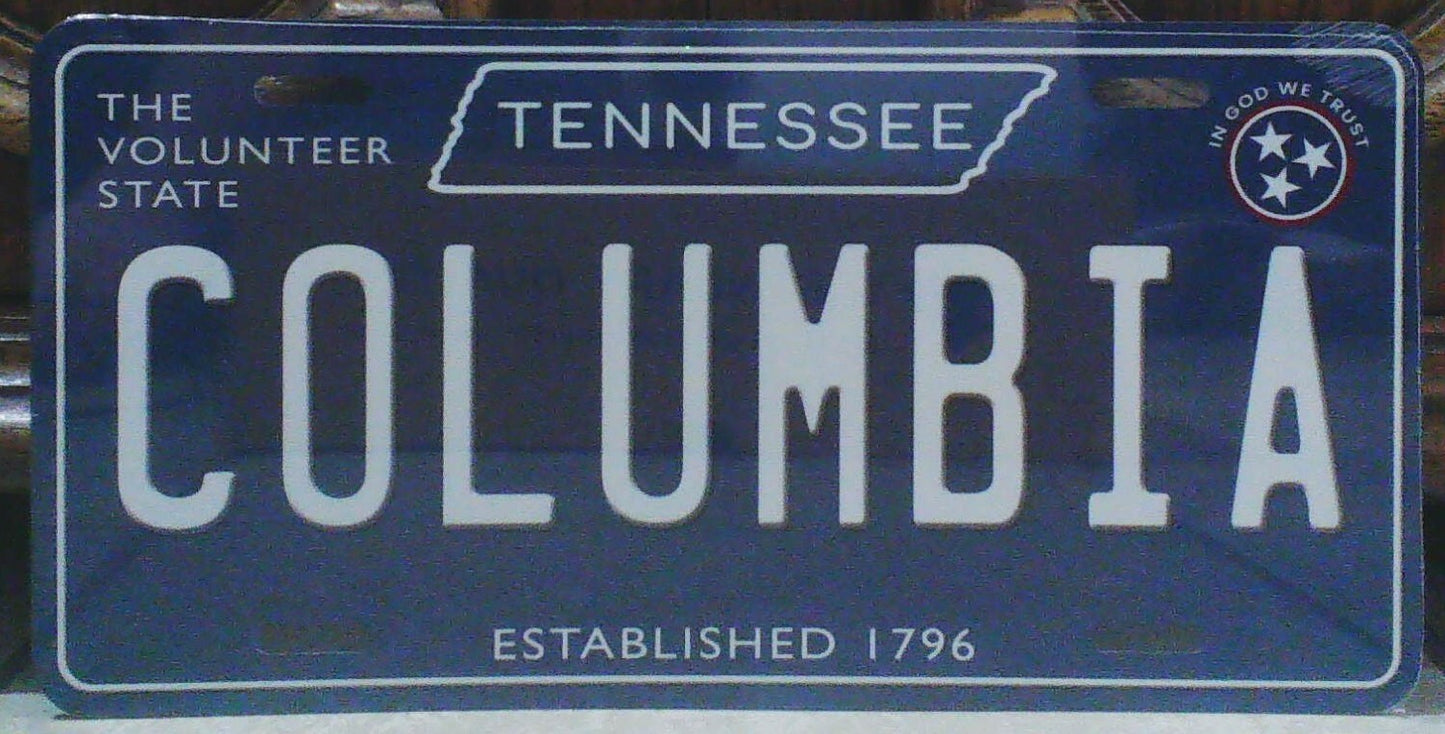 THE
VOLUNTEER
STATE
TENNESSEE
IN GOD WE TRUST
COLUMBIA
ESTABLISHED 1796